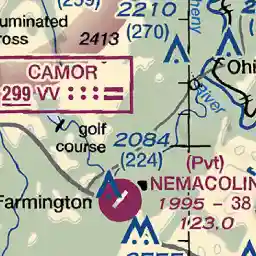 (259)
2210
(270)
uminated
ross
2413
CAMOR
299 VV
Ohi
River
golf
course
2084
(224)
(Pvt)
NEMACOLIN
Farmington
1995 - 38
123.0